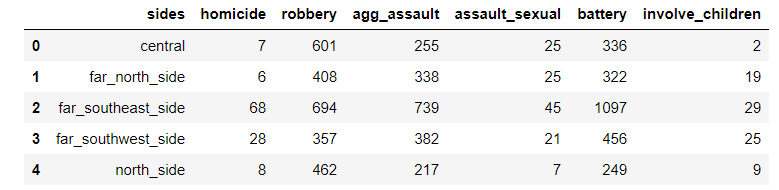 sides homicide robbery agg_assault assault_sexual battery involve_children
0 central 7 601 255 25 336 2
1 far_north_side 6 408 338 25 322 19
2 far_southeast_side 68 694 739 45 1097 29
3 far_southwest_side 28 357 382 21 456 25
4 north_side 8 462 217 7 249 9